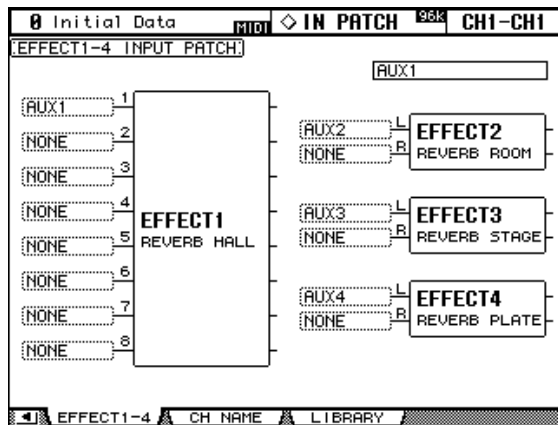 0 Initial Data MIDI ◇ IN PATCH 96k CH1-CH1
EFFECT1-4 INPUT PATCH
AUX1
AUX1 1
NONE 2
NONE 3
NONE 4
NONE 5
NONE 6
NONE 7
NONE 8
EFFECT1
REVERB HALL
AUX2 L
NONE R
EFFECT2
REVERB ROOM
AUX3 L
NONE R
EFFECT3
REVERB STAGE
AUX4 L
NONE R
EFFECT4
REVERB PLATE
EFFECT1-4 CH NAME LIBRARY